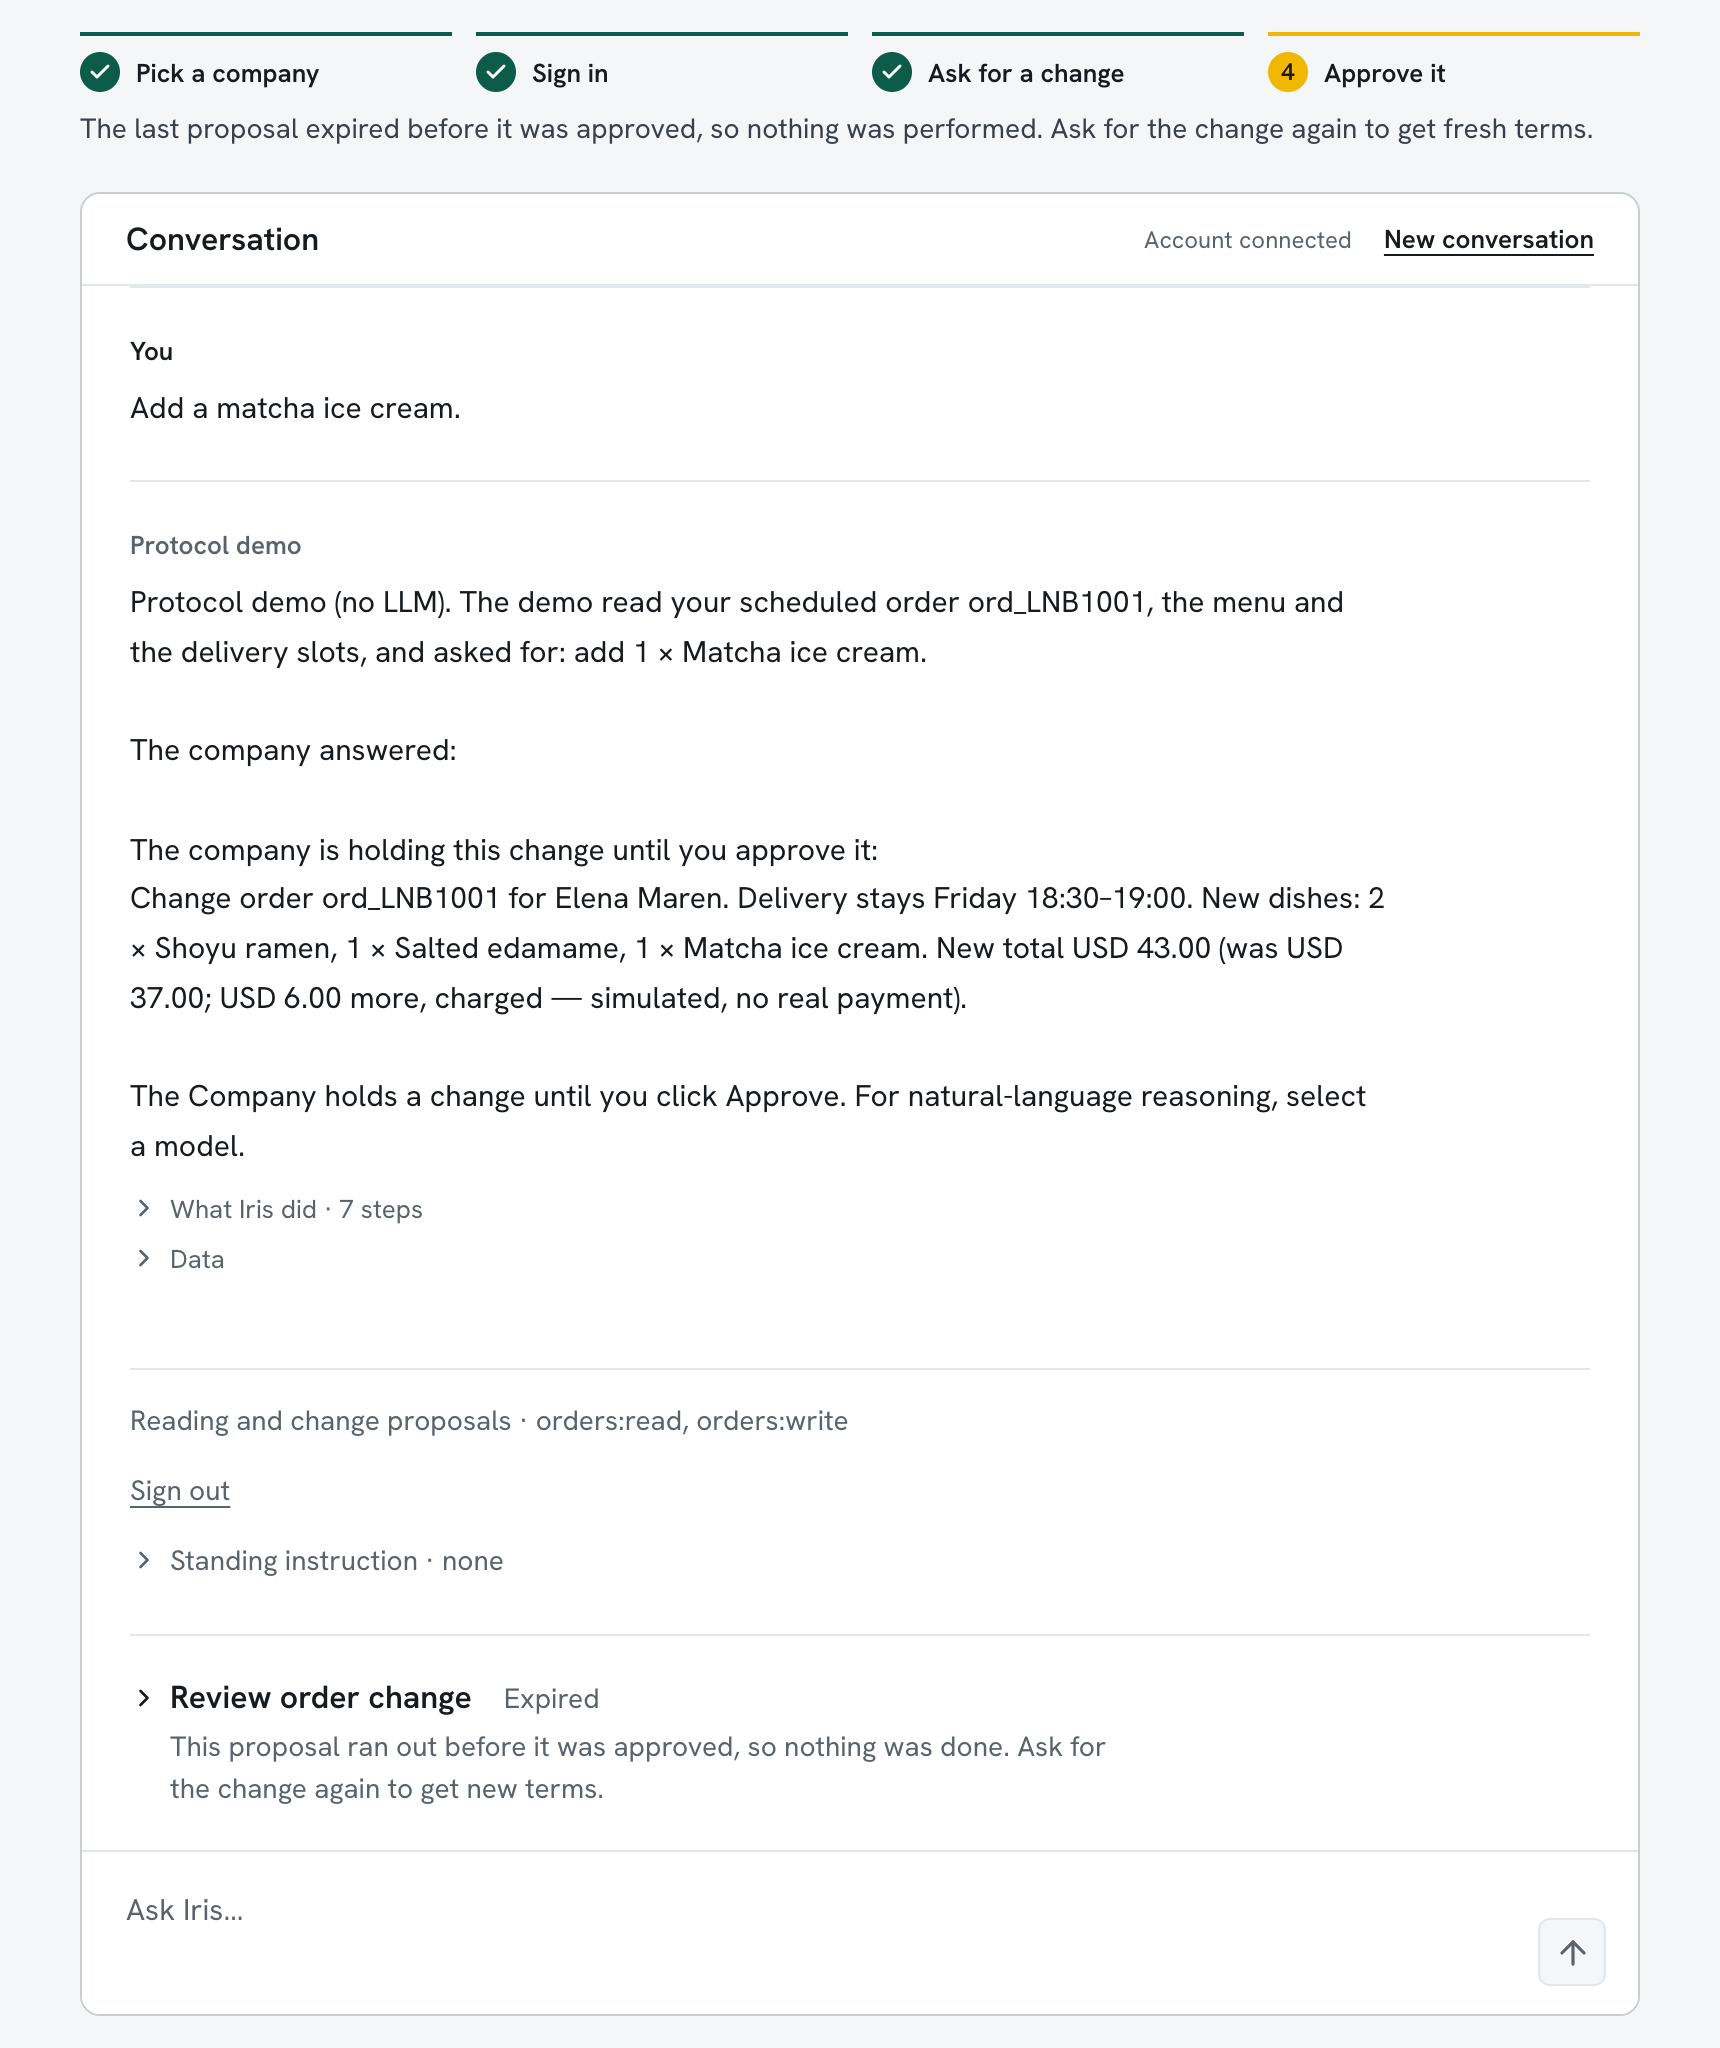 Pick a company
Sign in
Ask for a change
4 Approve it
The last proposal expired before it was approved, so nothing was performed. Ask for the change again to get fresh terms.
Conversation
Account connected
New conversation
You
Add a matcha ice cream.
Protocol demo
Protocol demo (no LLM). The demo read your scheduled order ord_LNB1001, the menu and
the delivery slots, and asked for: add 1 × Matcha ice cream.
The company answered:
The company is holding this change until you approve it:
Change order ord_LNB1001 for Elena Maren. Delivery stays Friday 18:30–19:00. New dishes: 2
× Shoyu ramen, 1 × Salted edamame, 1 × Matcha ice cream. New total USD 43.00 (was USD
37.00; USD 6.00 more, charged — simulated, no real payment).
The Company holds a change until you click Approve. For natural-language reasoning, select
a model.
What Iris did · 7 steps
Data
Reading and change proposals · orders:read, orders:write
Sign out
Standing instruction · none
Review order change
Expired
This proposal ran out before it was approved, so nothing was done. Ask for
the change again to get new terms.
Ask Iris...